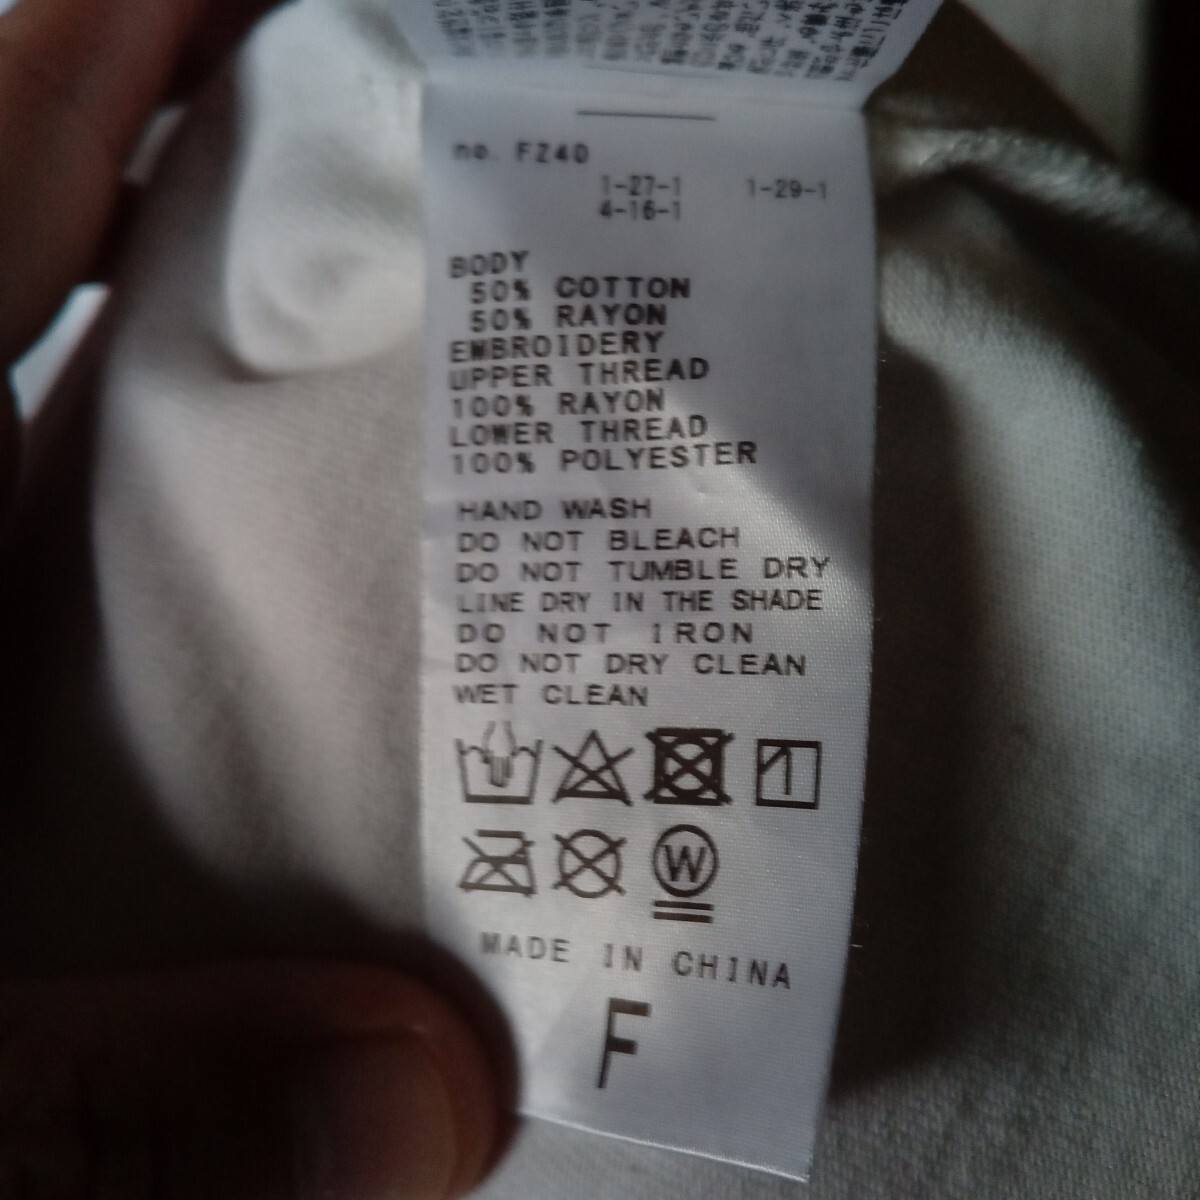 no. FZ40
1-27-1 1-29-1
4-16-1
BODY
50% COTTON
50% RAYON
EMBROIDERY
UPPER THREAD
100% RAYON
LOWER THREAD
100% POLYESTER
HAND WASH
DO NOT BLEACH
DO NOT TUMBLE DRY
LINE DRY IN THE SHADE
DO NOT IRON
DO NOT DRY CLEAN
WET CLEAN
W
MADE IN CHINA
F